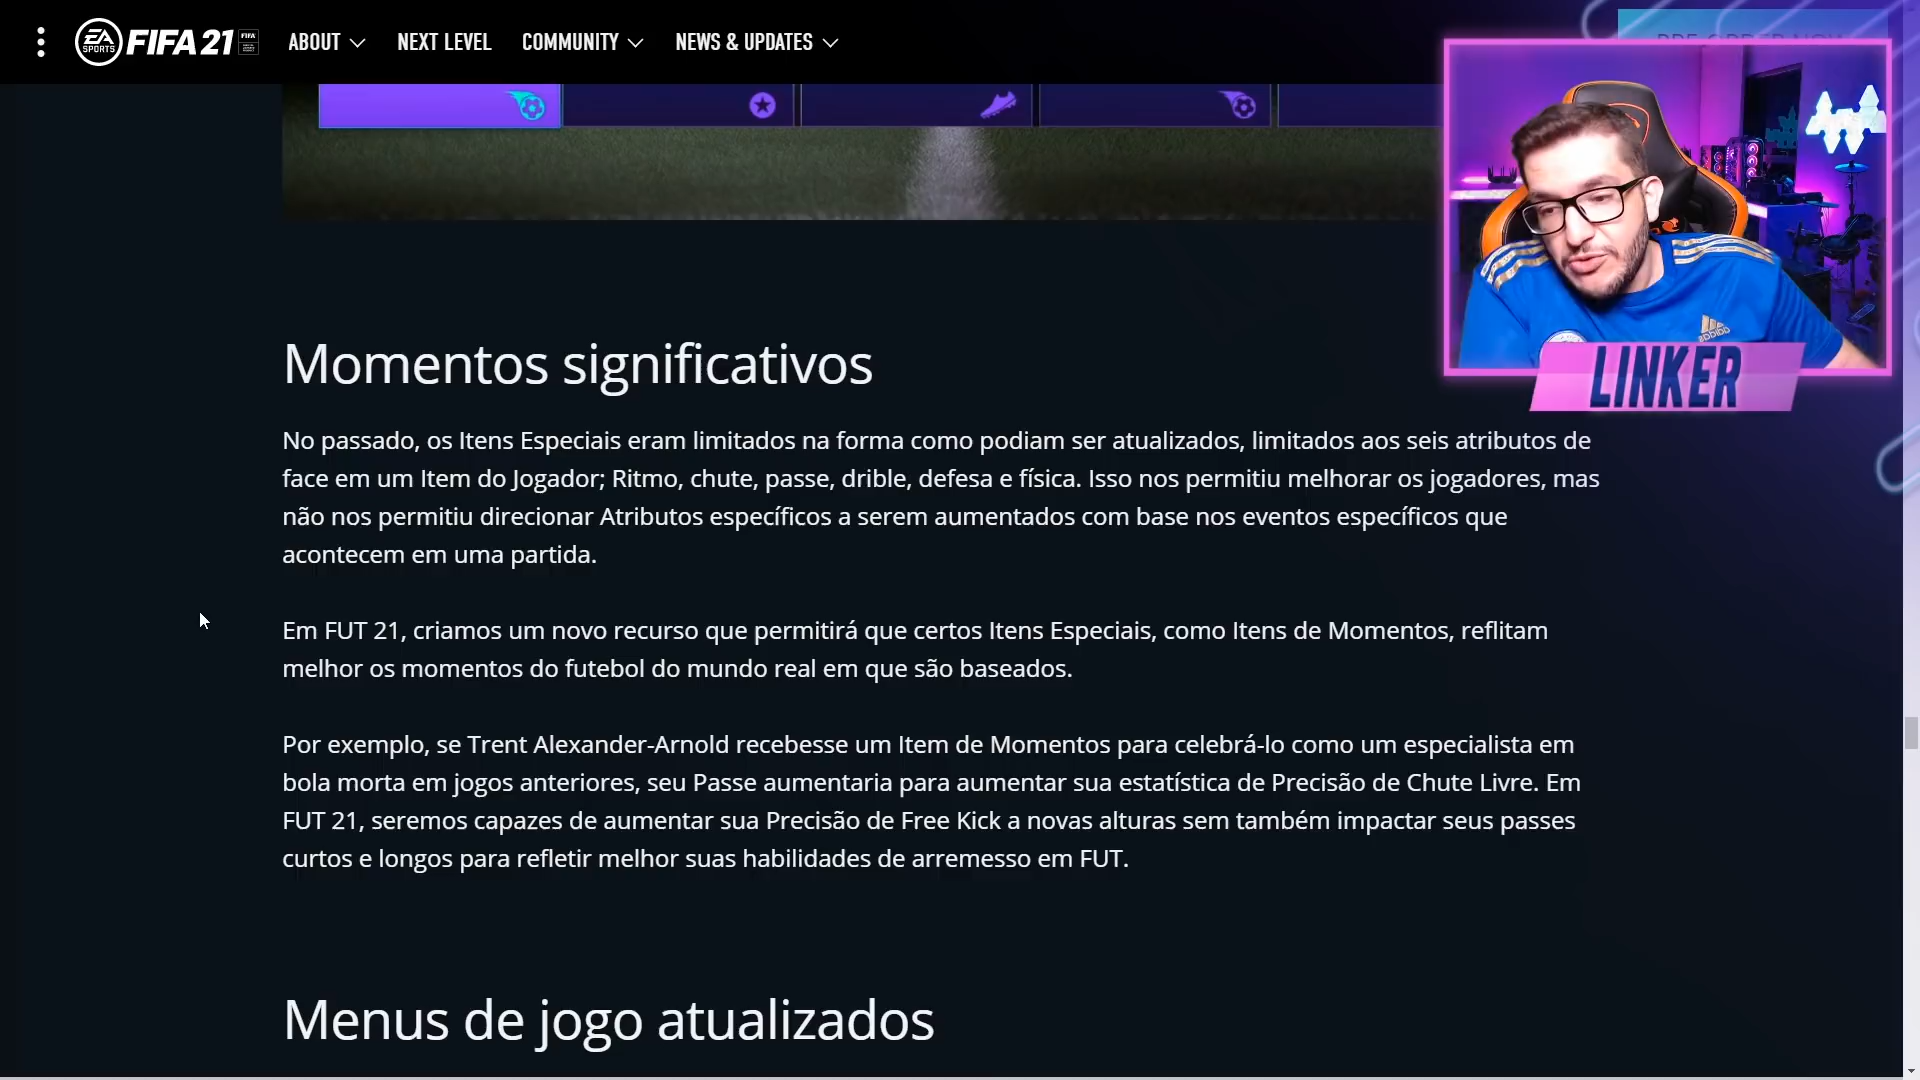 EA SPORTS FIFA 21 FIFA ABOUT NEXT LEVEL COMMUNITY NEWS & UPDATES
LINKER
Momentos significativos
No passado, os Itens Especiais eram limitados na forma como podiam ser atualizados, limitados aos seis atributos de
face em um Item do Jogador; Ritmo, chute, passe, drible, defesa e física. Isso nos permitiu melhorar os jogadores, mas
não nos permitiu direcionar Atributos específicos a serem aumentados com base nos eventos específicos que
acontecem em uma partida.
Em FUT 21, criamos um novo recurso que permitirá que certos Itens Especiais, como Itens de Momentos, reflitam
melhor os momentos do futebol do mundo real em que são baseados.
Por exemplo, se Trent Alexander-Arnold recebesse um Item de Momentos para celebrá-lo como um especialista em
bola morta em jogos anteriores, seu Passe aumentaria para aumentar sua estatística de Precisão de Chute Livre. Em
FUT 21, seremos capazes de aumentar sua Precisão de Free Kick a novas alturas sem também impactar seus passes
curtos e longos para refletir melhor suas habilidades de arremesso em FUT.
Menus de jogo atualizados